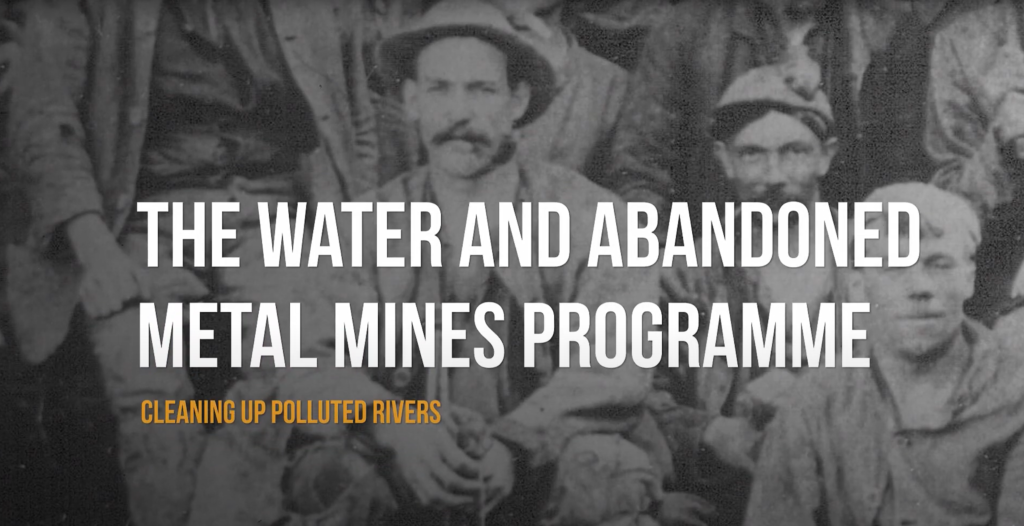 THE WATER AND ABANDONED
METAL MINES PROGRAMME
CLEANING UP POLLUTED RIVERS